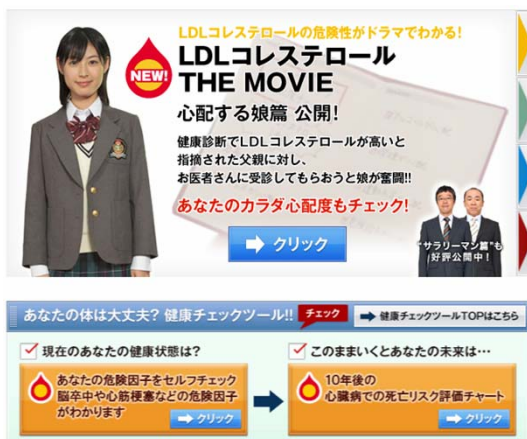 LDLコレステロールの危険性がドラマでわかる!
NEW!
LDLコレステロール
THE MOVIE
心配する娘篇 公開!
健康診断でLDLコレステロールが高いと
指摘された父親に対し、
お医者さんに受診してもらおうと娘が奮闘!!
あなたのカラダ心配度もチェック!
クリック
"サラリーマン篇"も
好評公開中!
あなたの体は大丈夫? 健康チェックツール!! チェック
健康チェックツールTOPはこちら
現在のあなたの健康状態は?
あなたの危険因子をセルフチェック
脳卒中や心筋梗塞などの危険因子
がわかります
クリック
このままいくとあなたの未来は…
10年後の
心臓病での死亡リスク評価チャート
クリック